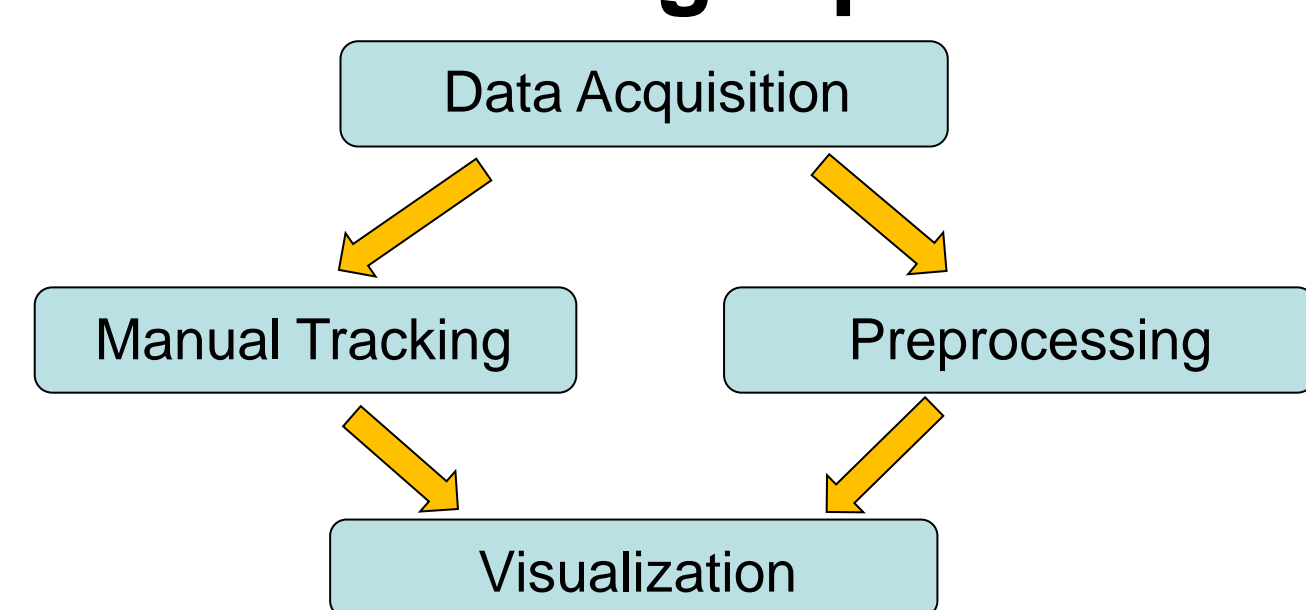 Data Acquisition
Manual Tracking
Preprocessing
Visualization